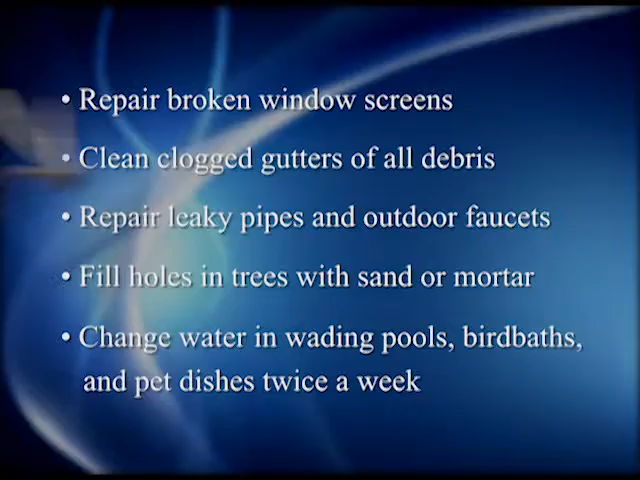 • Repair broken window screens
• Clean clogged gutters of all debris
• Repair leaky pipes and outdoor faucets
• Fill holes in trees with sand or mortar
• Change water in wading pools, birdbaths,
and pet dishes twice a week